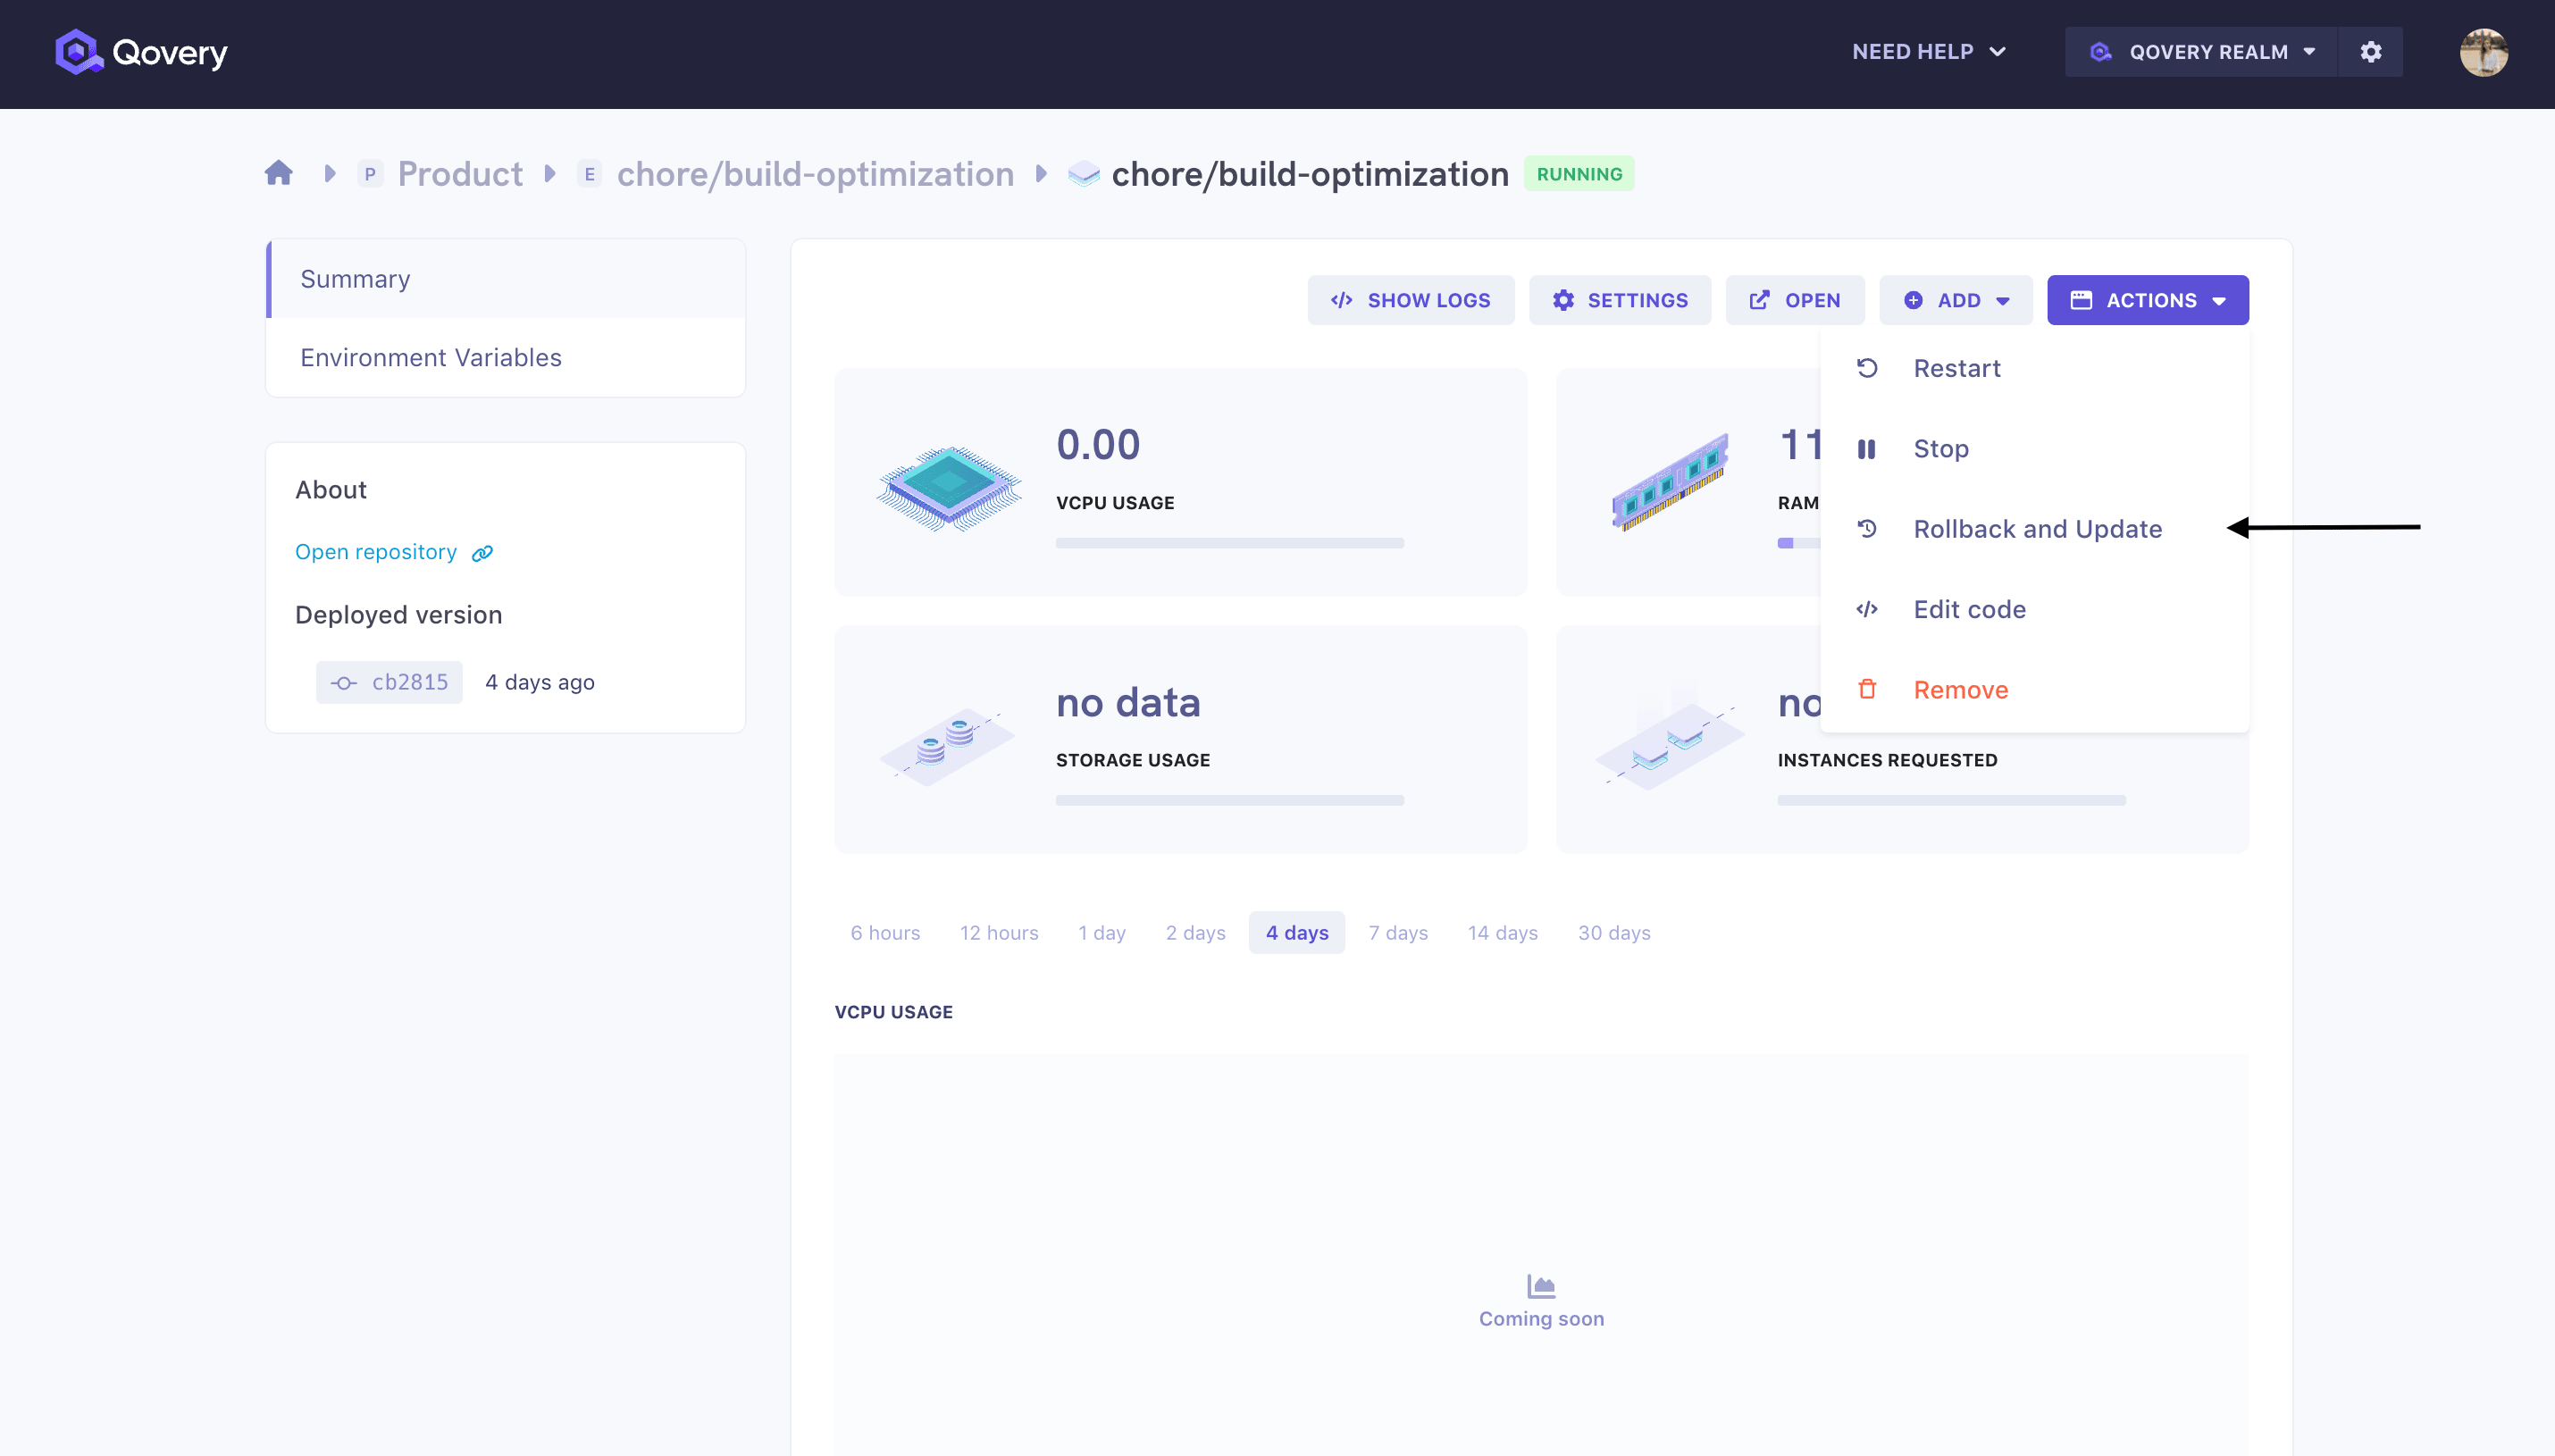 Qovery
NEED HELP
QOVERY REALM
P Product E chore/build-optimization chore/build-optimization RUNNING
Summary
Environment Variables
About
Open repository
Deployed version
cb2815 4 days ago
SHOW LOGS SETTINGS OPEN ADD ACTIONS
Restart
Stop
Rollback and Update
Edit code
Remove
0.00
VCPU USAGE
11
RAM
no data
STORAGE USAGE
no
INSTANCES REQUESTED
6 hours 12 hours 1 day 2 days 4 days 7 days 14 days 30 days
VCPU USAGE
Coming soon